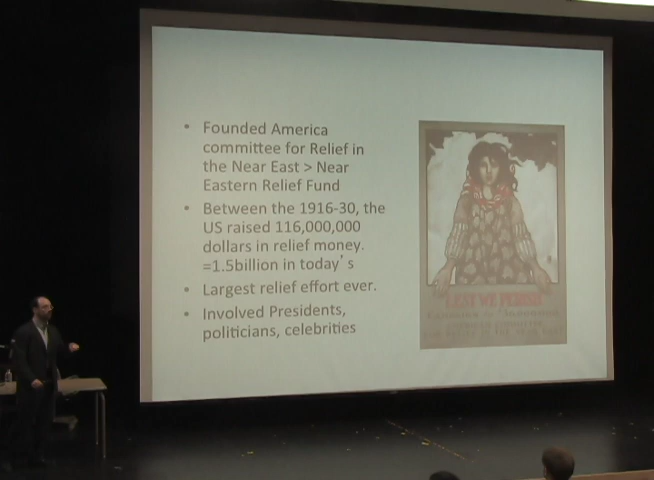 • Founded America
committee for Relief in
the Near East > Near
Eastern Relief Fund
• Between the 1916-30, the
US raised 116,000,000
dollars in relief money.
=1.5billion in today's
• Largest relief effort ever.
• Involved Presidents,
politicians, celebrities
LEST WE PERISH